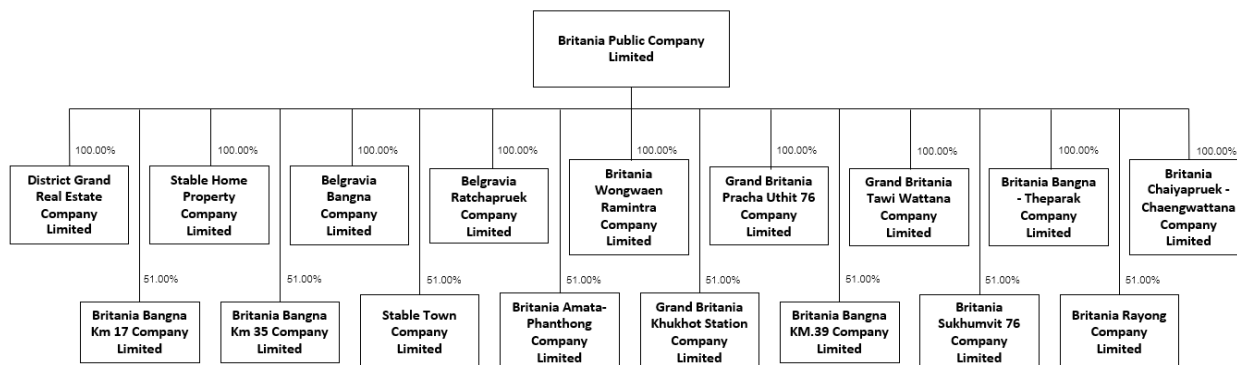 Britania Public Company
Limited
100.00%
100.00%
100.00%
100.00%
100.00%
100.00%
100.00%
100.00%
100.00%
District Grand
Real Estate
Company
Limited
Stable Home
Property
Company
Limited
Belgravia
Bangna
Company
Limited
Belgravia
Ratchapruek
Company
Limited
Britania
Wongwaen
Ramintra
Company
Limited
Grand Britania
Pracha Uthit 76
Company
Limited
Grand Britania
Tawi Wattana
Company
Limited
Britania Bangna
- Theparak
Company
Limited
Britania
Chaiyapruek -
Chaengwattana
Company
Limited
51.00%
51.00%
51.00%
51.00%
51.00%
51.00%
51.00%
51.00%
Britania Bangna
Km 17 Company
Limited
Britania Bangna
Km 35 Company
Limited
Stable Town
Company
Limited
Britania Amata-
Phanthong
Company
Limited
Grand Britania
Khukhot Station
Company
Limited
Britania Bangna
KM.39 Company
Limited
Britania
Sukhumvit 76
Company
Limited
Britania Rayong
Company
Limited